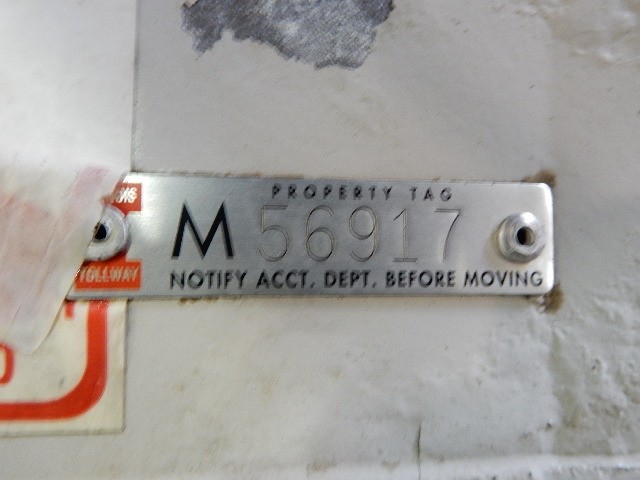 PROPERTY TAG
M 56917
TOLLWAY
NOTIFY ACCT. DEPT. BEFORE MOVING